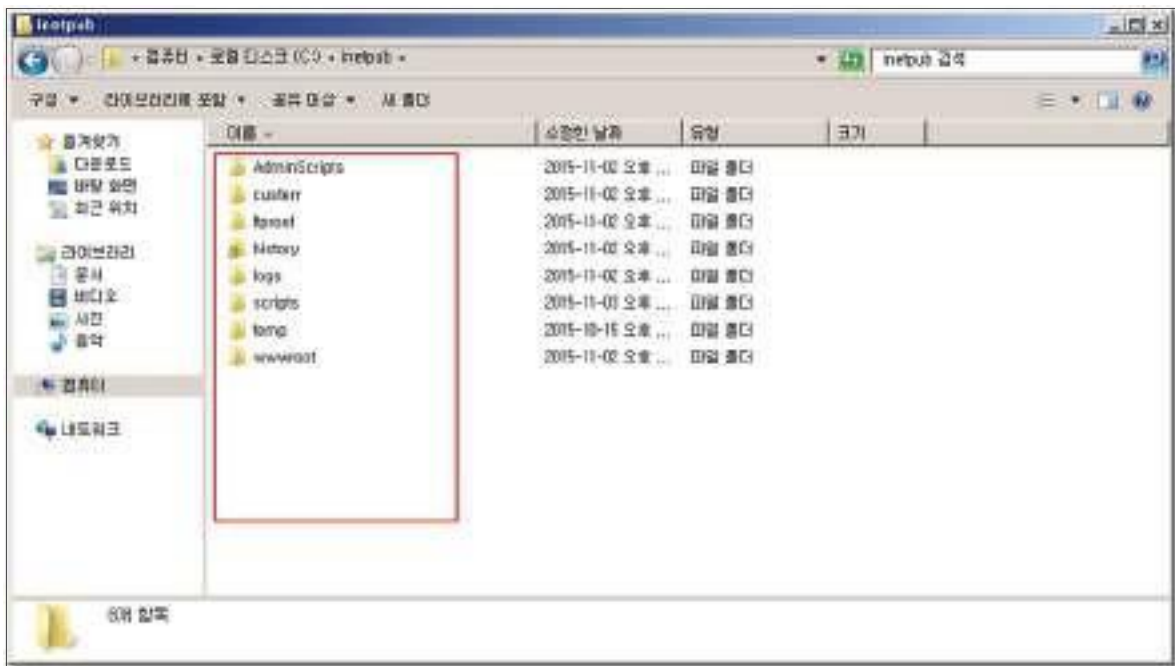 inetpub
컴퓨터 ▸ 로컬 디스크 (C:) ▸ inetpub ▸
inetpub 검색
구성 ▾ 라이브러리에 포함 ▾ 공유 대상 ▾ 새 폴더
즐겨찾기
다운로드
바탕 화면
최근 위치
라이브러리
문서
비디오
사진
음악
컴퓨터
네트워크
이름 수정한 날짜 유형 크기
AdminScripts 2015-11-02 오후 ... 파일 폴더
custerr 2015-11-02 오후 ... 파일 폴더
ftproot 2015-11-02 오후 ... 파일 폴더
history 2015-11-02 오후 ... 파일 폴더
logs 2015-11-02 오후 ... 파일 폴더
scripts 오후 ... 파일 폴더
temp 2015-10-15 오후 ... 파일 폴더
wwwroot 2015-11-02 오후 ... 파일 폴더
8개 항목